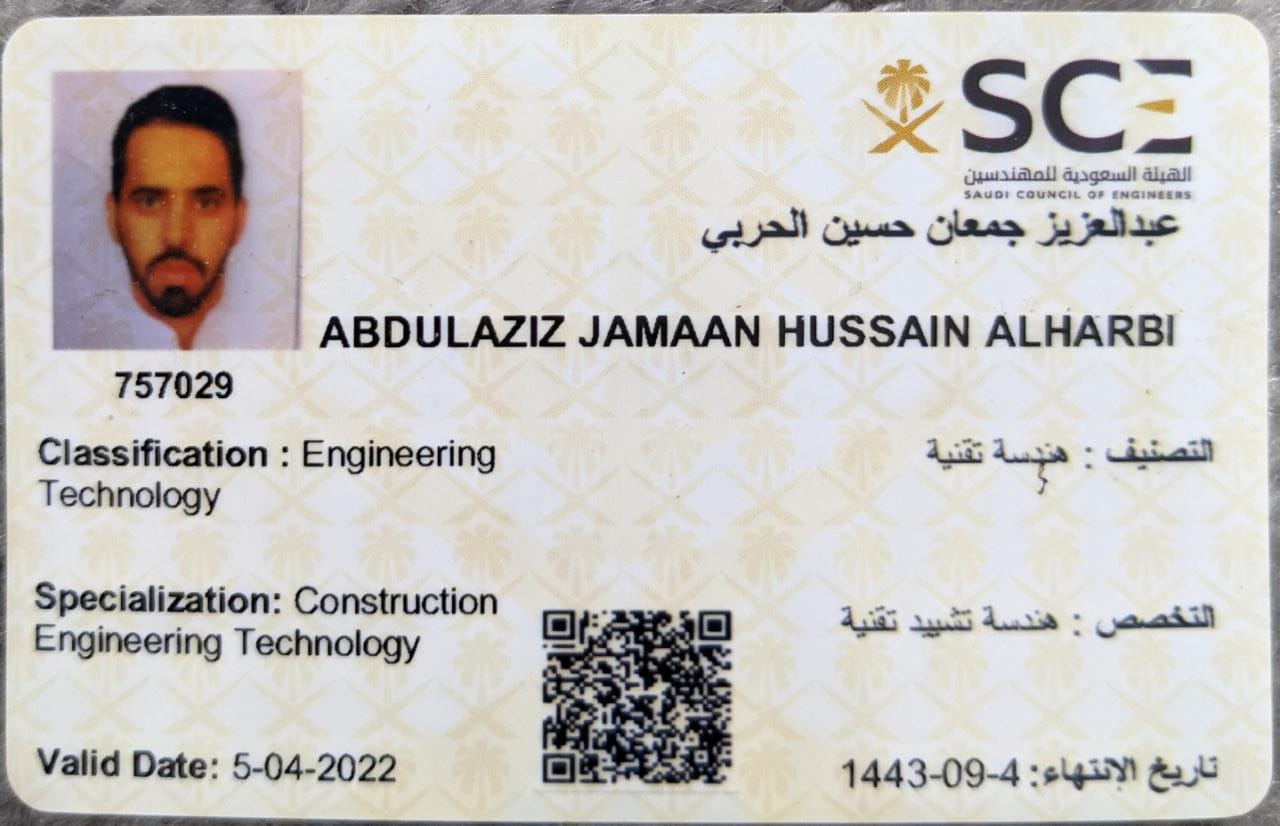 SCE
الهيئة السعودية للمهندسين
SAUDI COUNCIL OF ENGINEERS
عبدالعزيز جمعان حسين الحربي
ABDULAZIZ JAMAAN HUSSAIN ALHARBI
757029
Classification : Engineering
Technology
التصنيف : هندسة تقنية
Specialization: Construction
Engineering Technology
التخصص : هندسة تشييد تقنية
Valid Date: 5-04-2022
تاريخ الإنتهاء: 1443-09-4